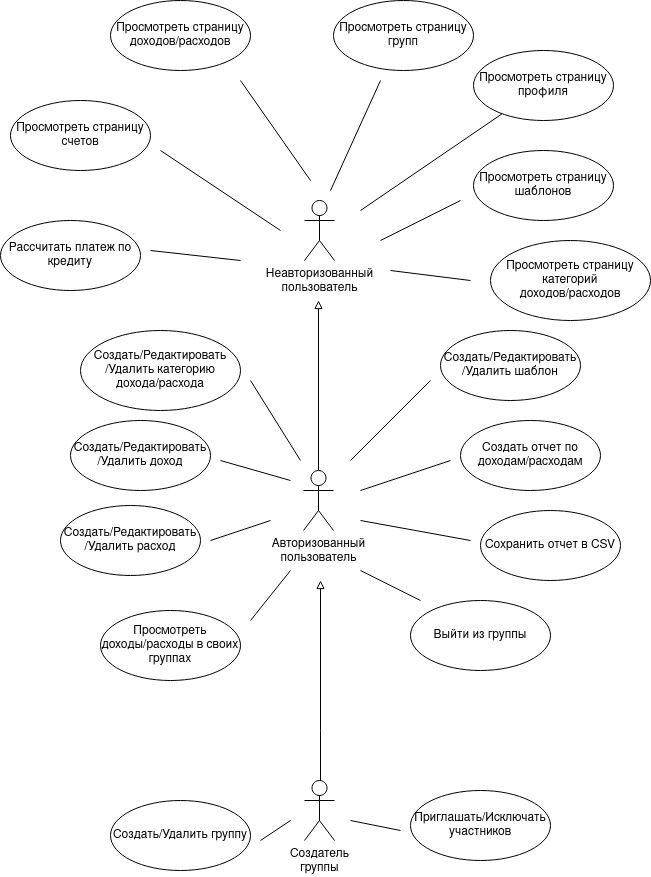 Просмотреть страницу
доходов/расходов
Просмотреть страницу
групп
Просмотреть страницу
профиля
Просмотреть страницу
счетов
Просмотреть страницу
шаблонов
Рассчитать платеж по
кредиту
Неавторизованный
пользователь
Просмотреть страницу
категорий
доходов/расходов
Создать/Редактировать
/Удалить категорию
дохода/расхода
Создать/Редактировать
/Удалить шаблон
Создать/Редактировать
/Удалить доход
Создать отчет по
доходам/расходам
Создать/Редактировать
/Удалить расход
Авторизованный
пользователь
Сохранить отчет в CSV
Просмотреть
доходы/расходы в своих
группах
Выйти из группы
Создать/Удалить группу
Создатель
группы
Приглашать/Исключать
участников